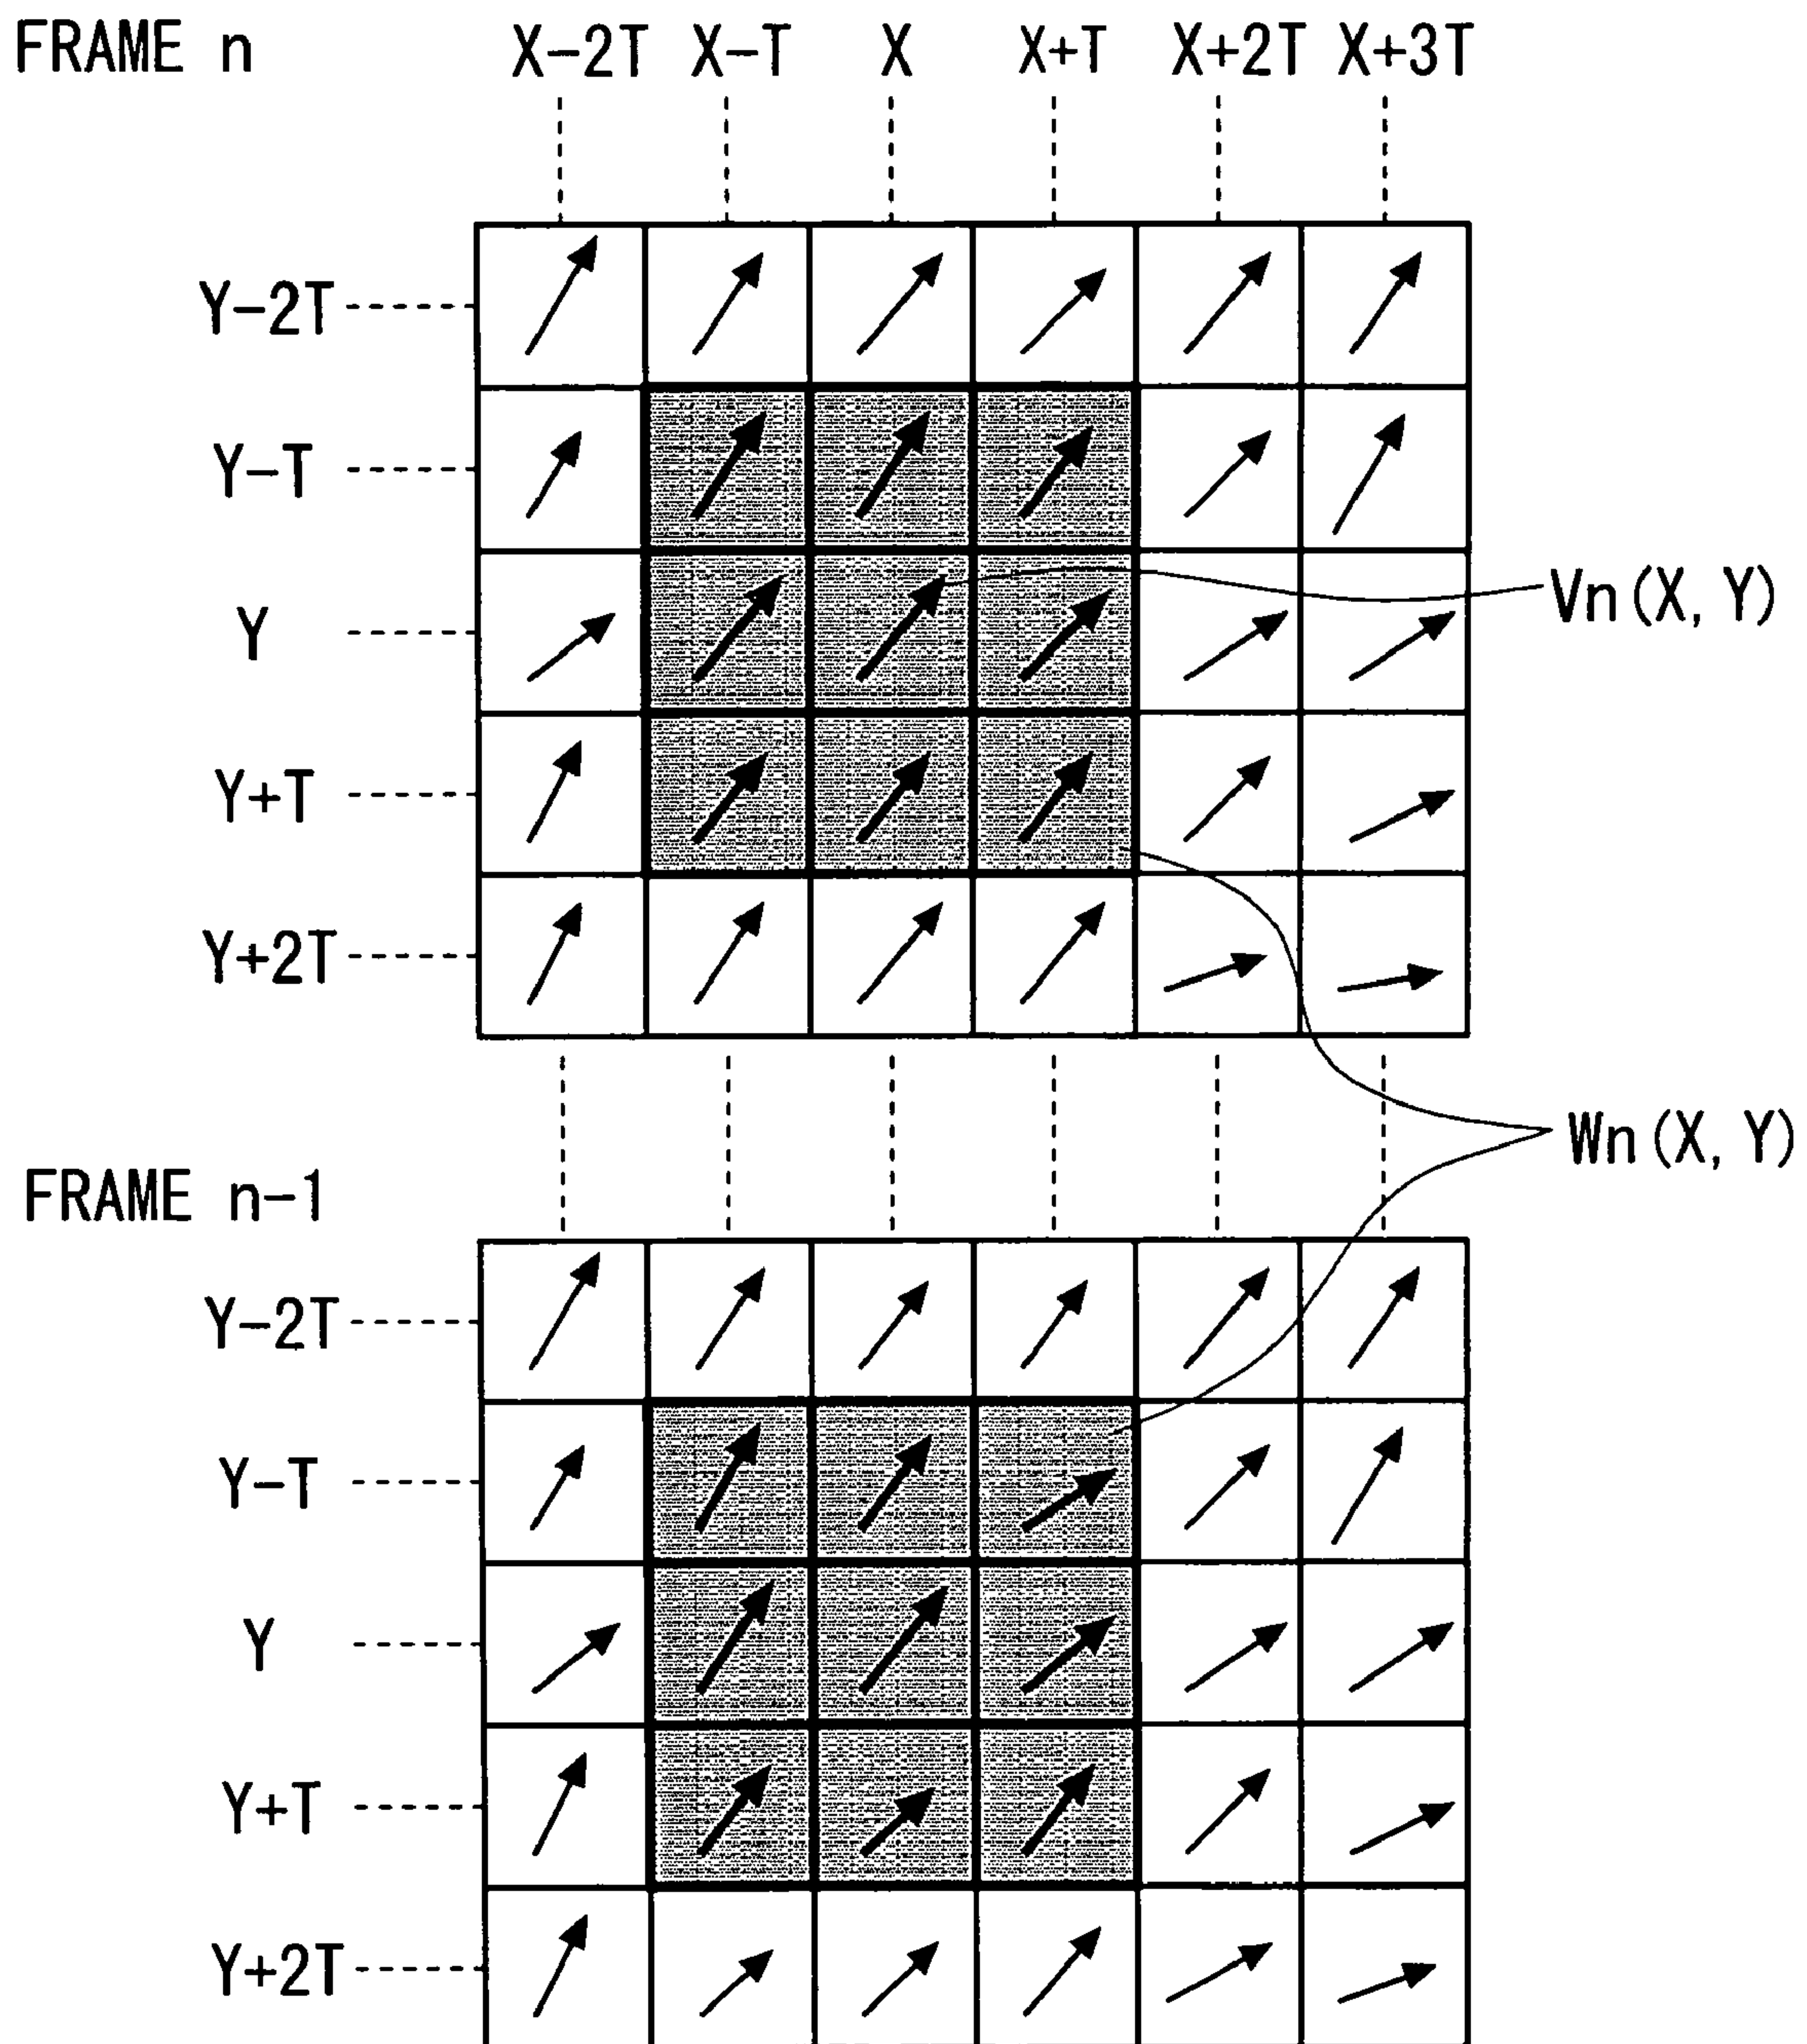 FRAME n
X-2T X-T X X+T X+2T X+3T
Y-2T
Y-T
Y
Vn(X, Y)
Y+T
Y+2T
Wn(X, Y)
FRAME n-1
Y-2T
Y-T
Y
Y+T
Y+2T